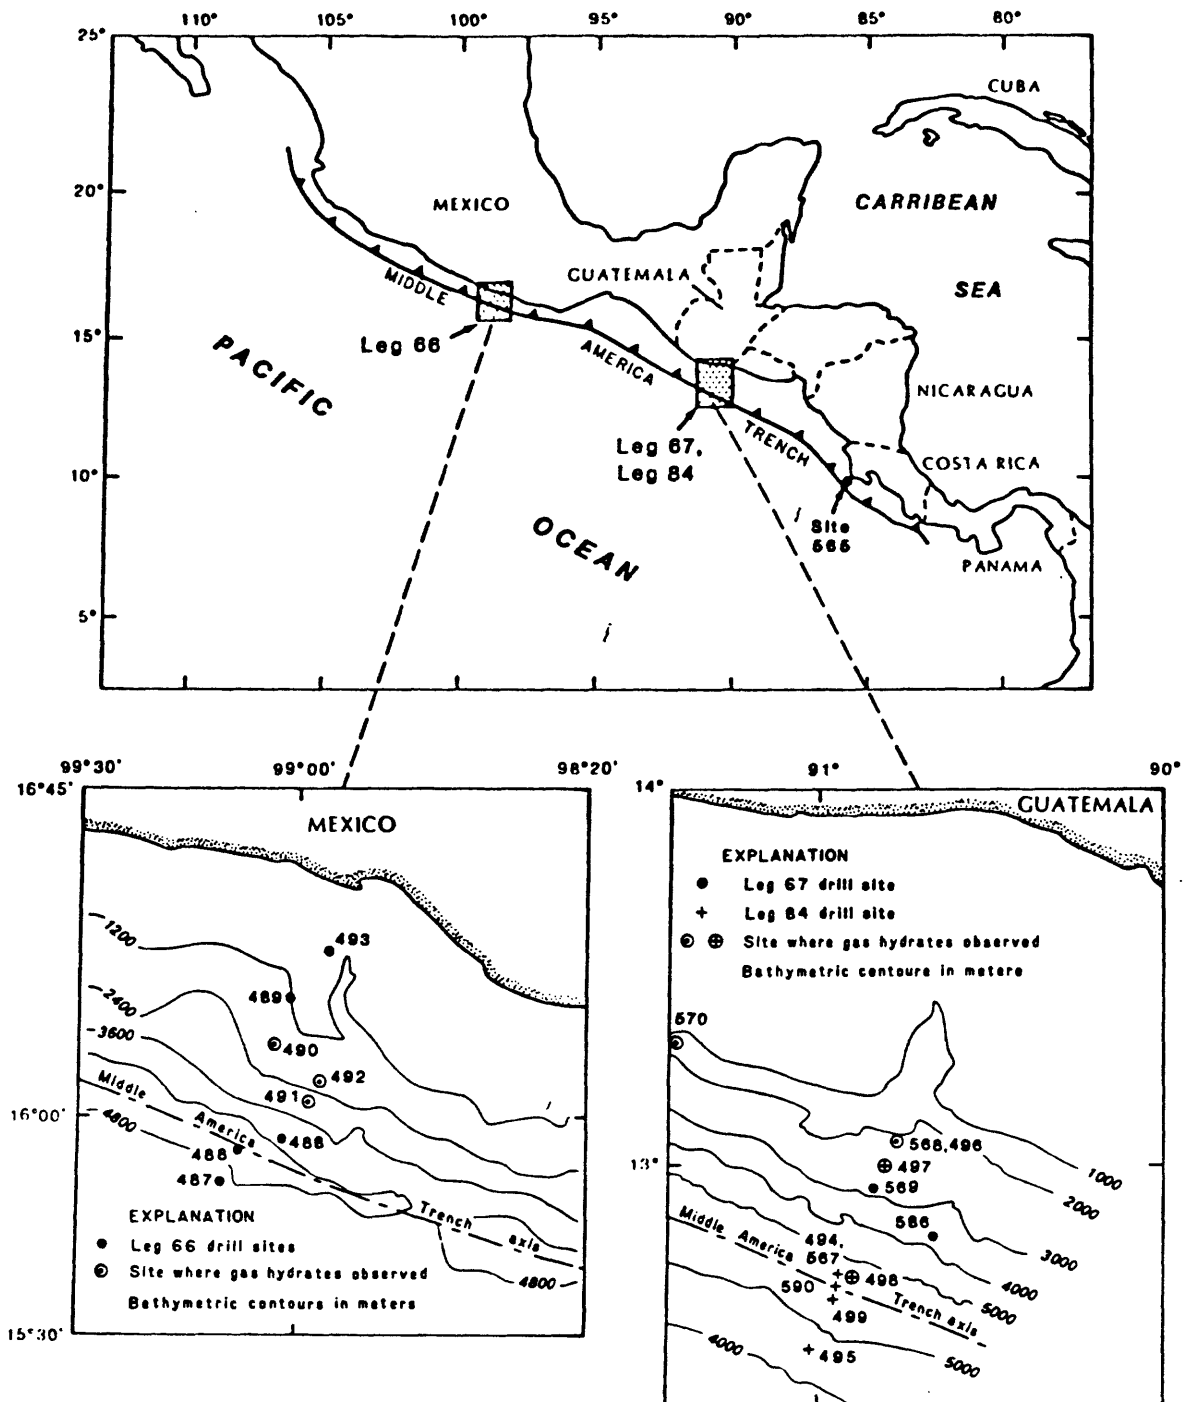 110° 105° 100° 95° 90° 85° 80°
25°
20°
15°
10°
5°
CUBA
MEXICO
CARRIBEAN
SEA
GUATEMALA
MIDDLE
AMERICA
TRENCH
Leg 66
PACIFIC
OCEAN
NICARAGUA
Leg 67,
Leg 84
COSTA RICA
Site
565
PANAMA
99°30' 99°00' 98°20'
16°45'
16°00'
15°30'
MEXICO
1200
2400
3600
4800
493
489
490
492
491
488
486
487
Middle
America
Trench
axis
4800
EXPLANATION
Leg 66 drill sites
Site where gas hydrates observed
Bathymetric contours in meters
91° 90°
14°
13°
GUATEMALA
EXPLANATION
Leg 67 drill site
Leg 84 drill site
Site where gas hydrates observed
Bathymetric contours in meters
570
568,496
497
569
566
1000
2000
3000
4000
5000
Middle America
Trench axis
494,
567
498
590
499
495
5000
4000